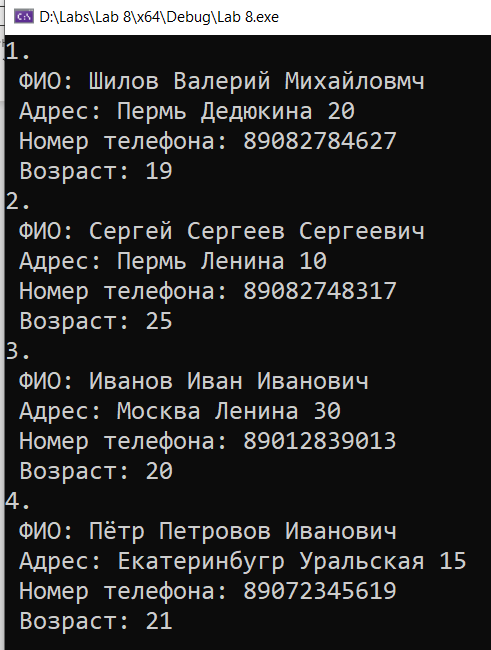 D:\Labs\Lab 8\x64\Debug\Lab 8.exe
1.
ФИО: Шилов Валерий Михайловмч
Адрес: Пермь Дедюкина 20
Номер телефона: 89082784627
Возраст: 19
2.
ФИО: Сергей Сергеев Сергеевич
Адрес: Пермь Ленина 10
Номер телефона: 89082748317
Возраст: 25
3.
ФИО: Иванов Иван Иванович
Адрес: Москва Ленина 30
Номер телефона: 89012839013
Возраст: 20
4.
ФИО: Пётр Петровов Иванович
Адрес: Екатеринбугр Уральская 15
Номер телефона: 89072345619
Возраст: 21